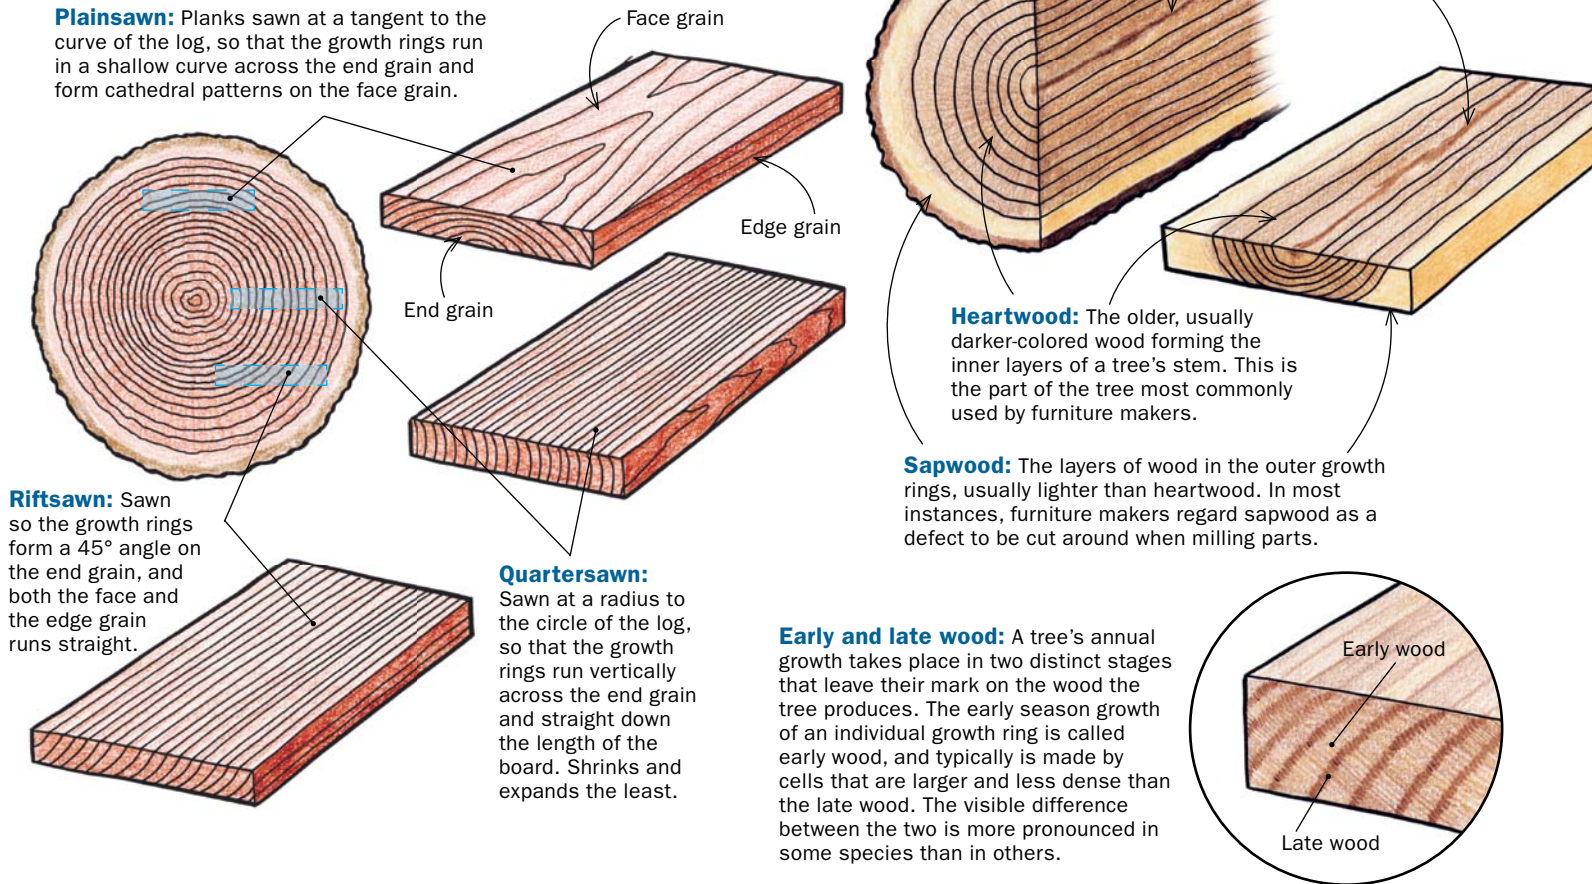 Plainsawn: Planks sawn at a tangent to the
curve of the log, so that the growth rings run
in a shallow curve across the end grain and
form cathedral patterns on the face grain.
Face grain
Edge grain
End grain
Heartwood: The older, usually
darker-colored wood forming the
inner layers of a tree’s stem. This is
the part of the tree most commonly
used by furniture makers.
Sapwood: The layers of wood in the outer growth
rings, usually lighter than heartwood. In most
instances, furniture makers regard sapwood as a
defect to be cut around when milling parts.
Riftsawn: Sawn
so the growth rings
form a 45° angle on
the end grain, and
both the face and
the edge grain
runs straight.
Quartersawn:
Sawn at a radius to
the circle of the log,
so that the growth
rings run vertically
across the end grain
and straight down
the length of the
board. Shrinks and
expands the least.
Early and late wood: A tree’s annual
growth takes place in two distinct stages
that leave their mark on the wood the
tree produces. The early season growth
of an individual growth ring is called
early wood, and typically is made by
cells that are larger and less dense than
the late wood. The visible difference
between the two is more pronounced in
some species than in others.
Early wood
Late wood